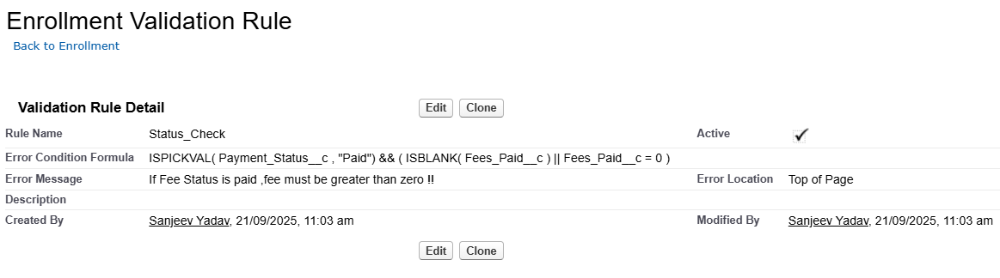 Enrollment Validation Rule
Back to Enrollment
Validation Rule Detail Edit Clone
Rule Name Status_Check Active
Error Condition Formula ISPICKVAL( Payment_Status__c , "Paid") && ( ISBLANK( Fees_Paid__c ) || Fees_Paid__c = 0 )
Error Message If Fee Status is paid ,fee must be greater than zero !! Error Location Top of Page
Description
Created By Sanjeev Yadav, 21/09/2025, 11:03 am Modified By Sanjeev Yadav, 21/09/2025, 11:03 am
Edit Clone